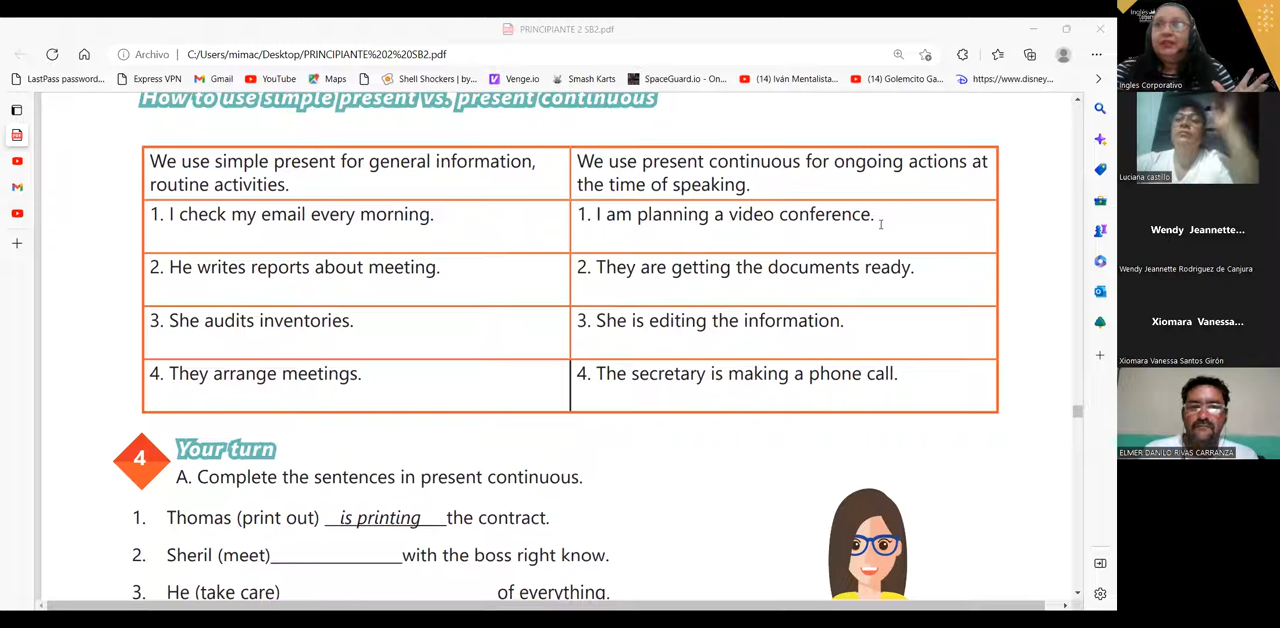 PRINCIPIANTE 2 SB2.pdf
Archivo
C:/Users/mimac/Desktop/PRINCIPIANTE%202%20SB2.pdf
LastPass password...
Express VPN
Gmail
YouTube
Maps
Shell Shockers | by...
Venge.io
Smash Karts
SpaceGuard.io - On...
(14) Iván Mentalista...
(14) Golemcito Ga...
https://www.disney...
How to use simple present vs. present continuous
We use simple present for general information,
routine activities.
We use present continuous for ongoing actions at
the time of speaking.
1. I check my email every morning.
1. I am planning a video conference.
2. He writes reports about meeting.
2. They are getting the documents ready.
3. She audits inventories.
3. She is editing the information.
4. They arrange meetings.
4. The secretary is making a phone call.
4
Your turn
A. Complete the sentences in present continuous.
1. Thomas (print out) __is printing___the contract.
2. Sheril (meet)______________with the boss right know.
3. He (take care) of everything.
Inglés
Ingles Corporativo
Luciana castillo
Wendy Jeannette...
Wendy Jeannette Rodriguez de Canjura
Xiomara Vanessa...
Xiomara Vanessa Santos Girón
ELMER DANILO RIVAS CARRANZA